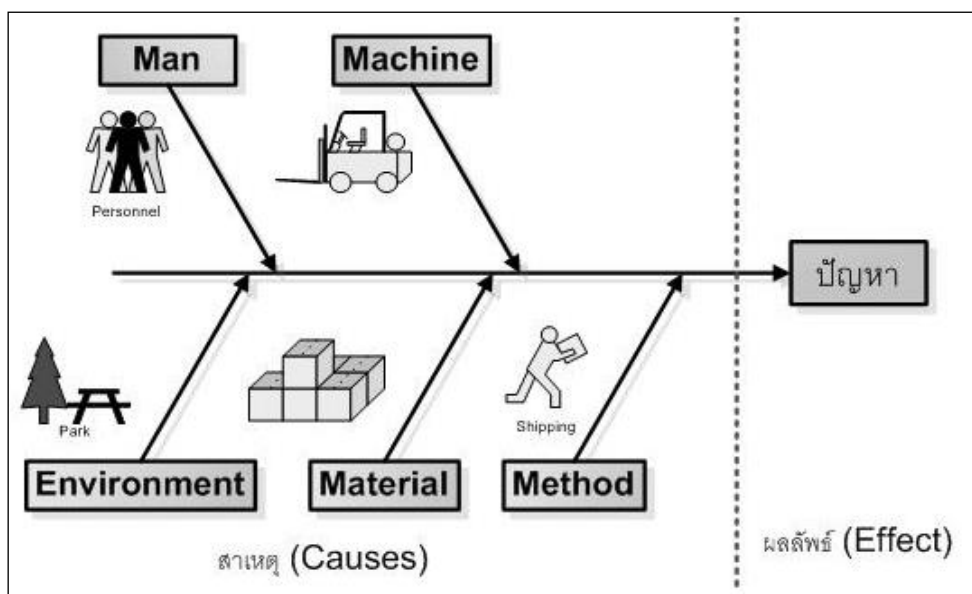 Man
Machine
Personnel
ปัญหา
Park
Shipping
Environment
Material
Method
สาเหตุ (Causes)
ผลลัพธ์ (Effect)